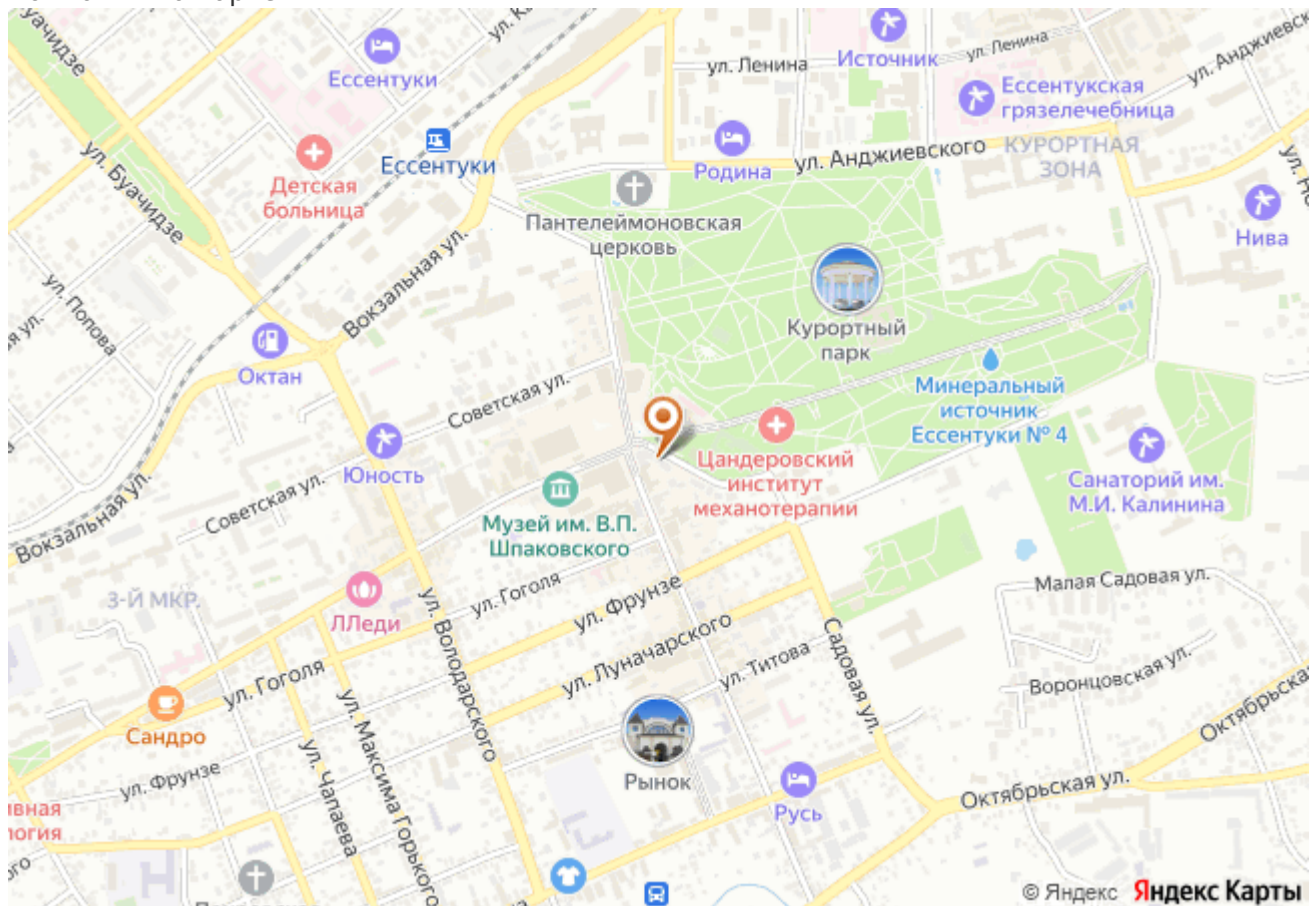 Буачидзе
ул. Ленина
Источник
ул. Ленина
ул. Анджиевск
Ессентуки
Ессентукская
грязелечебница
Ессентуки
Родина
ул. Анджиевского
КУРОРТНАЯ
ЗОНА
ул. Буачидзе
Детская
больница
Пантелеймоновская
церковь
Нива
ул. Попова
Вокзальная ул.
Курортный
парк
Октан
Советская ул.
Минеральный
источник
Ессентуки № 4
Юность
Цандеровский
институт
механотерапии
Санаторий им.
М.И. Калинина
Советская ул.
Вокзальная ул.
Музей им. В.П.
Шпаковского
3-Й МКР.
ЛЛеди
ул. Гоголя
ул. Фрунзе
Малая Садовая ул.
ул. Володарского
ул. Луначарского
ул. Титова
Садовая ул.
Воронцовская ул.
ул. Гоголя
Октябрьская
Сандро
ул. Максима Горького
Рынок
ул. Фрунзе
ул. Чапаева
Русь
Октябрьская ул.
ивная
логия
© Яндекс Яндекс Карты